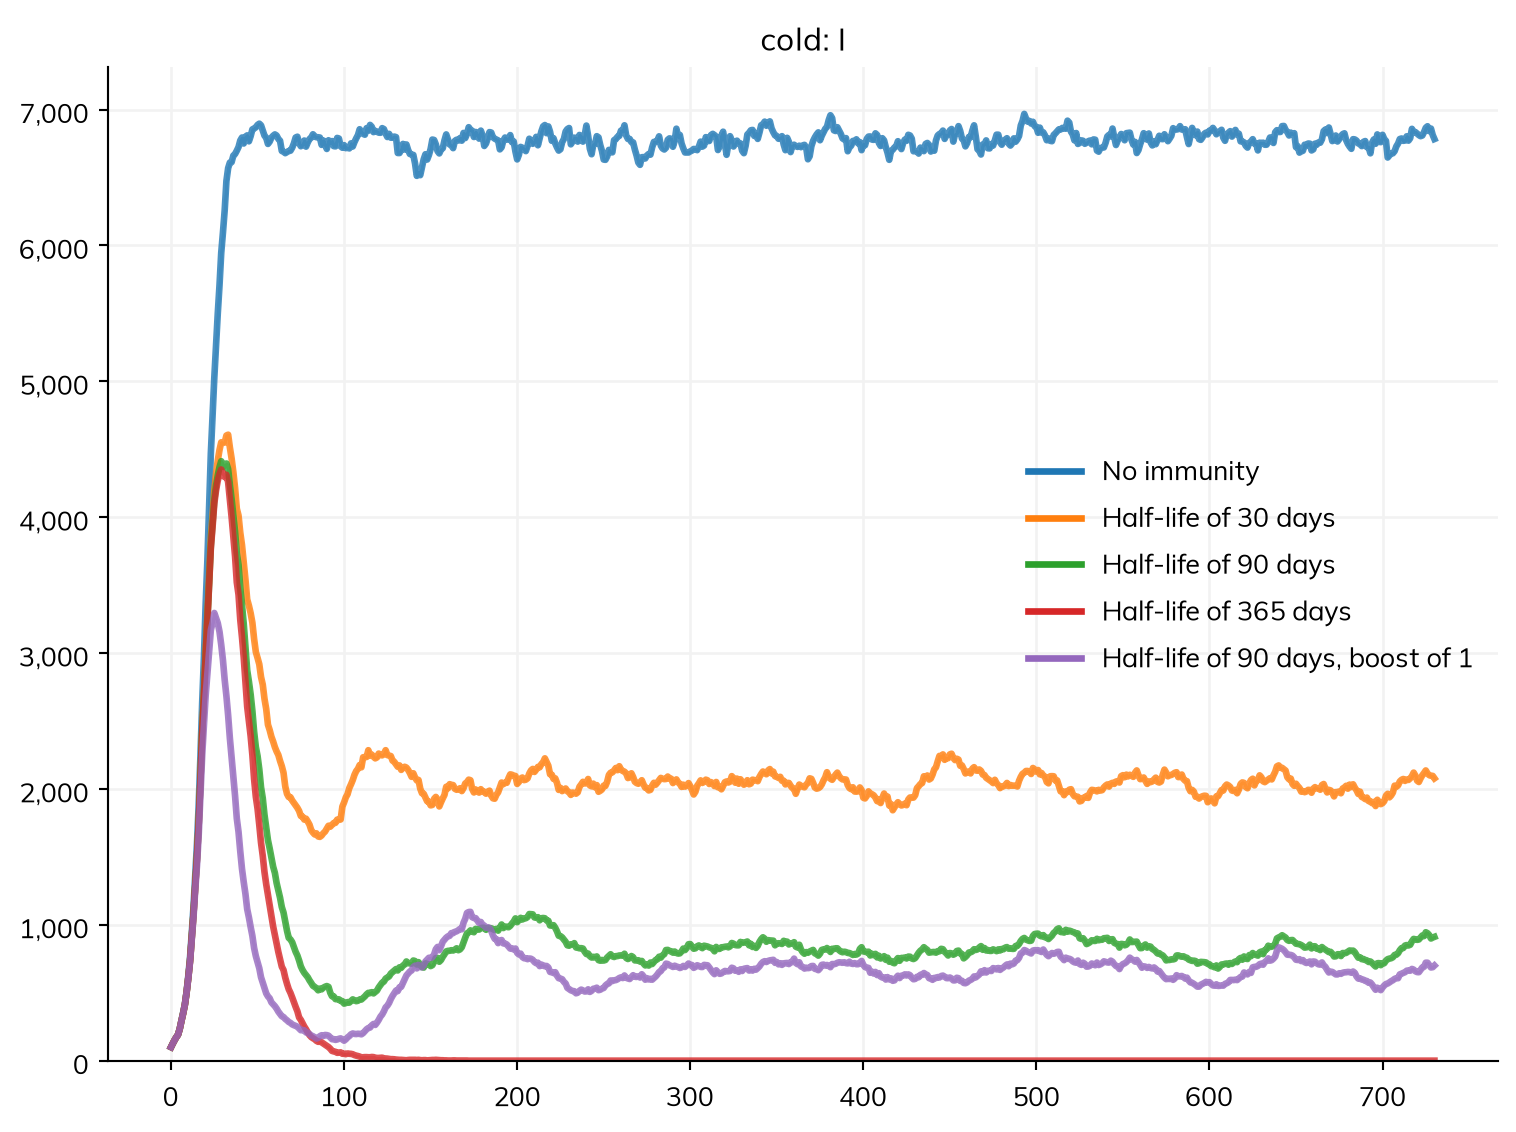 cold: I
7,000
6,000
5,000
4,000
3,000
2,000
1,000
0
No immunity
Half-life of 30 days
Half-life of 90 days
Half-life of 365 days
Half-life of 90 days, boost of 1
0 100 200 300 400 500 600 700